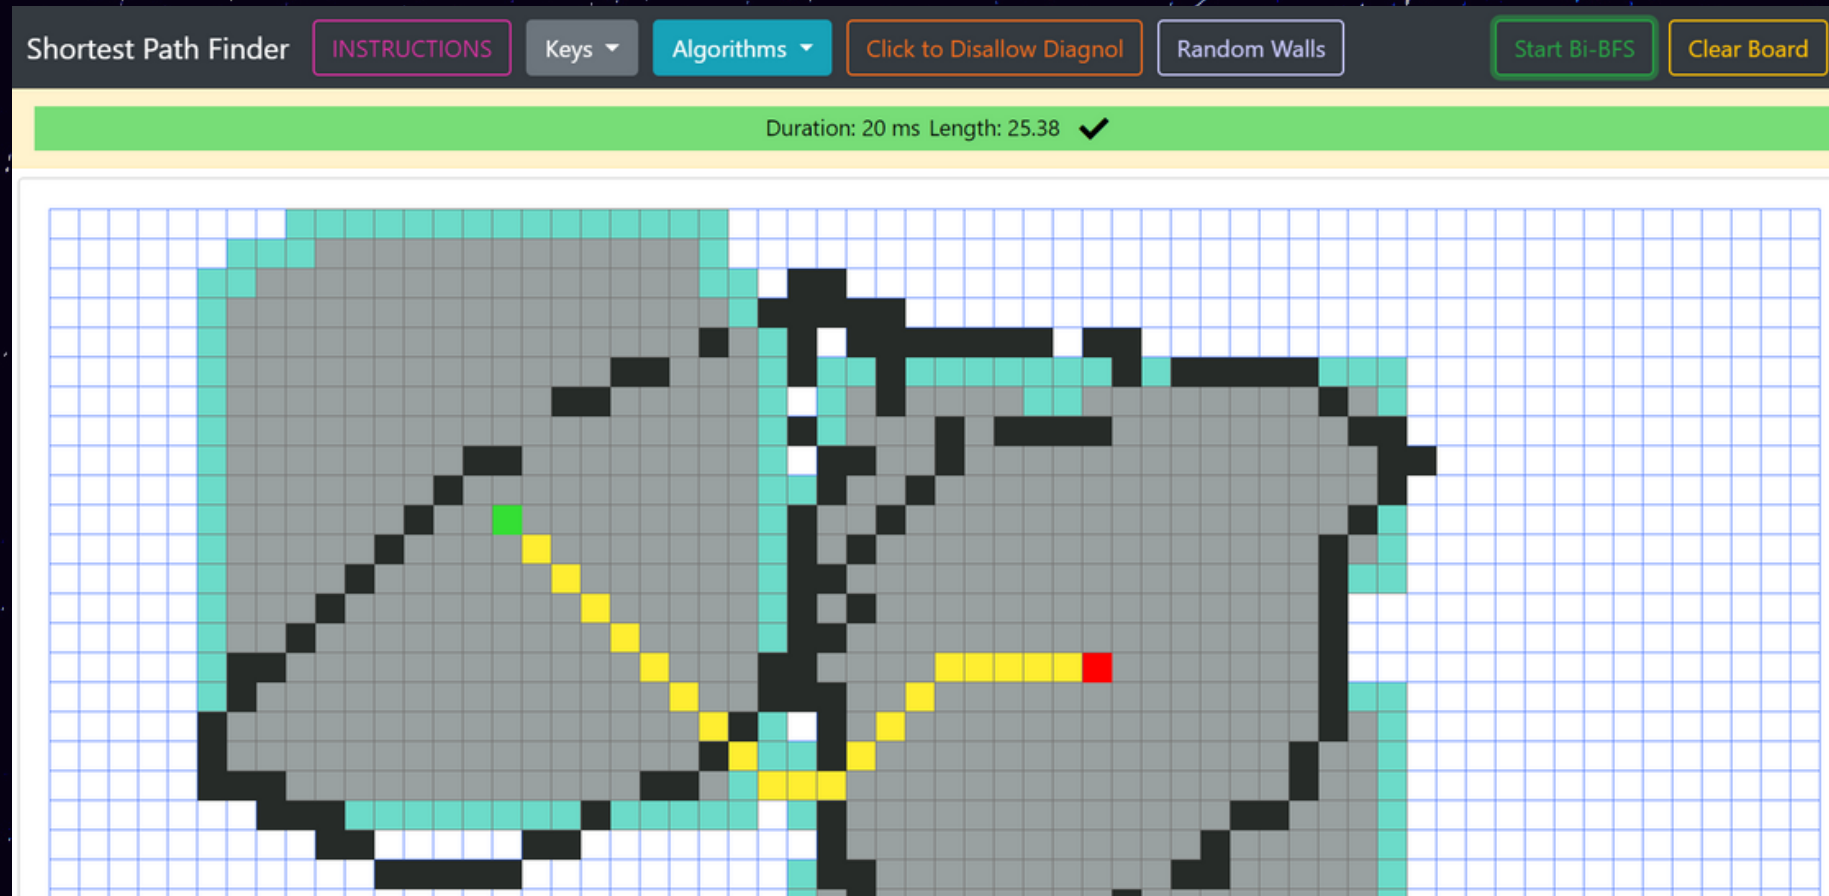 Shortest Path Finder INSTRUCTIONS Keys Algorithms Click to Disallow Diagnol Random Walls Start Bi-BFS Clear Board
Duration: 20 ms Length: 25.38